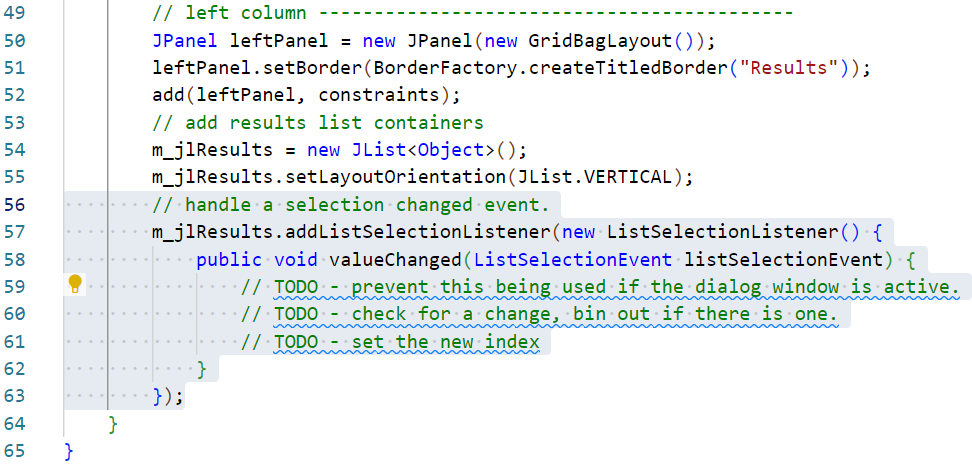 49 // left column -------------------------------------------
50 JPanel leftPanel = new JPanel(new GridBagLayout());
51 leftPanel.setBorder(BorderFactory.createTitledBorder("Results"));
52 add(leftPanel, constraints);
53 // add results list containers
54 m_jlResults = new JList<Object>();
55 m_jlResults.setLayoutOrientation(JList.VERTICAL);
56 // handle a selection changed event.
57 m_jlResults.addListSelectionListener(new ListSelectionListener() {
58 public void valueChanged(ListSelectionEvent listSelectionEvent) {
59 // TODO - prevent this being used if the dialog window is active.
60 // TODO - check for a change, bin out if there is one.
61 // TODO - set the new index
62 }
63 });
64 }
65 }